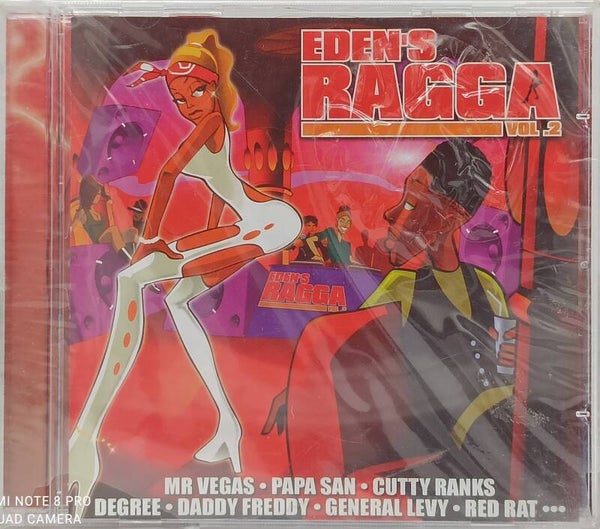 EDEN'S
RAGGA
VOL.2
EDEN'S
RAGGA
MR VEGAS • PAPA SAN • CUTTY RANKS
DEGREE • DADDY FREDDY • GENERAL LEVY • RED RAT •••
MI NOTE 8 PRO
UAD CAMERA